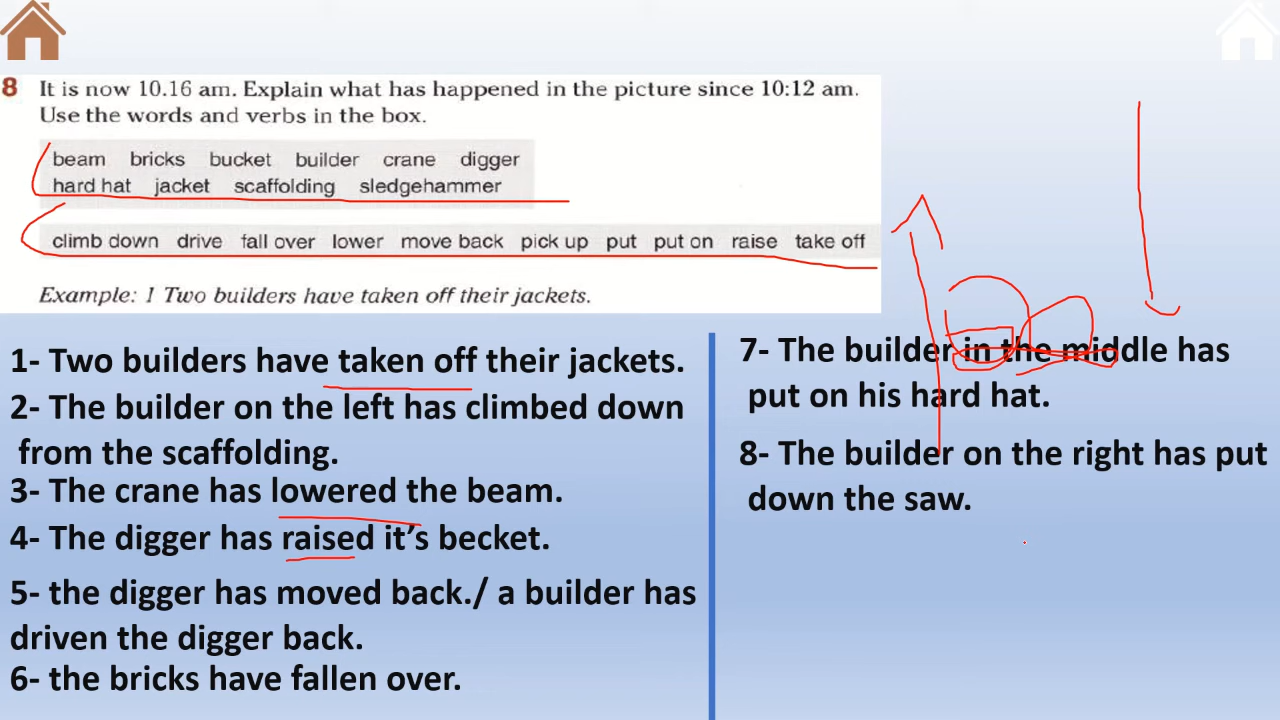 8 It is now 10.16 am. Explain what has happened in the picture since 10:12 am.
Use the words and verbs in the box.
beam bricks bucket builder crane digger
hard hat jacket scaffolding sledgehammer
climb down drive fall over lower move back pick up put put on raise take off
Example: 1 Two builders have taken off their jackets.
1- Two builders have taken off their jackets.
2- The builder on the left has climbed down
from the scaffolding.
3- The crane has lowered the beam.
4- The digger has raised it’s becket.
5- the digger has moved back./ a builder has
driven the digger back.
6- the bricks have fallen over.
7- The builder in the middle has
put on his hard hat.
8- The builder on the right has put
down the saw.